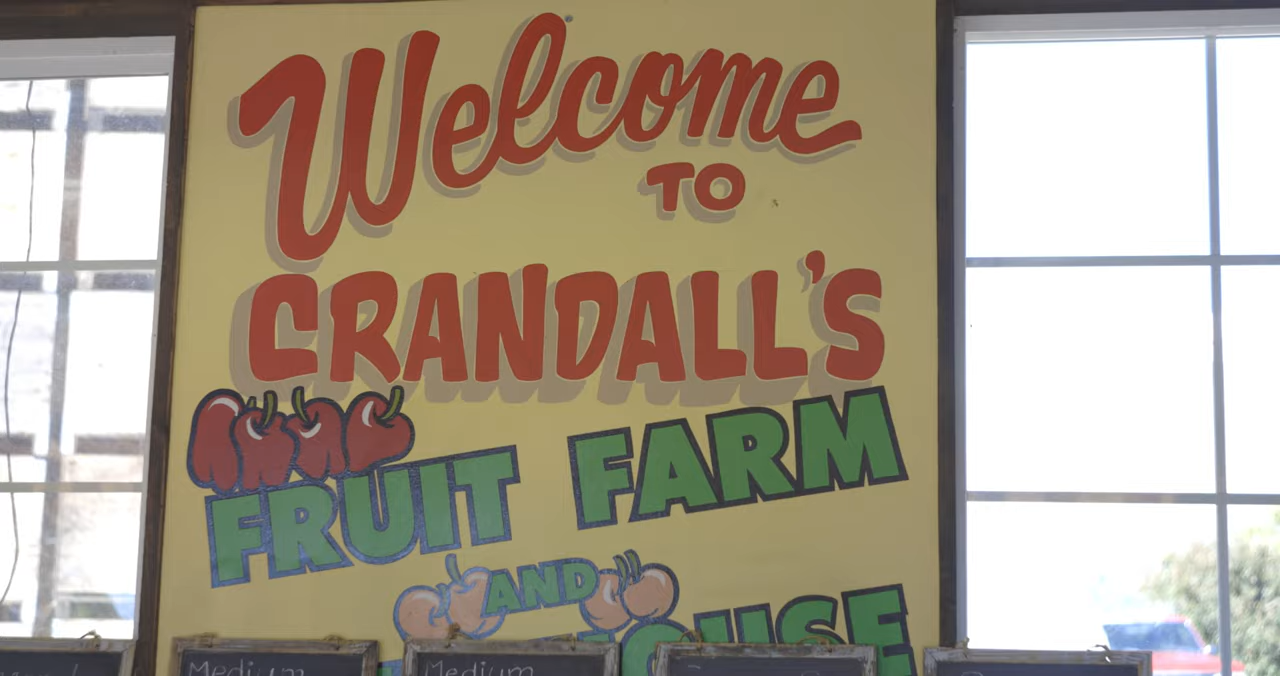 Welcome
TO
CRANDALL'S
FRUIT FARM
AND
Medium
Medium